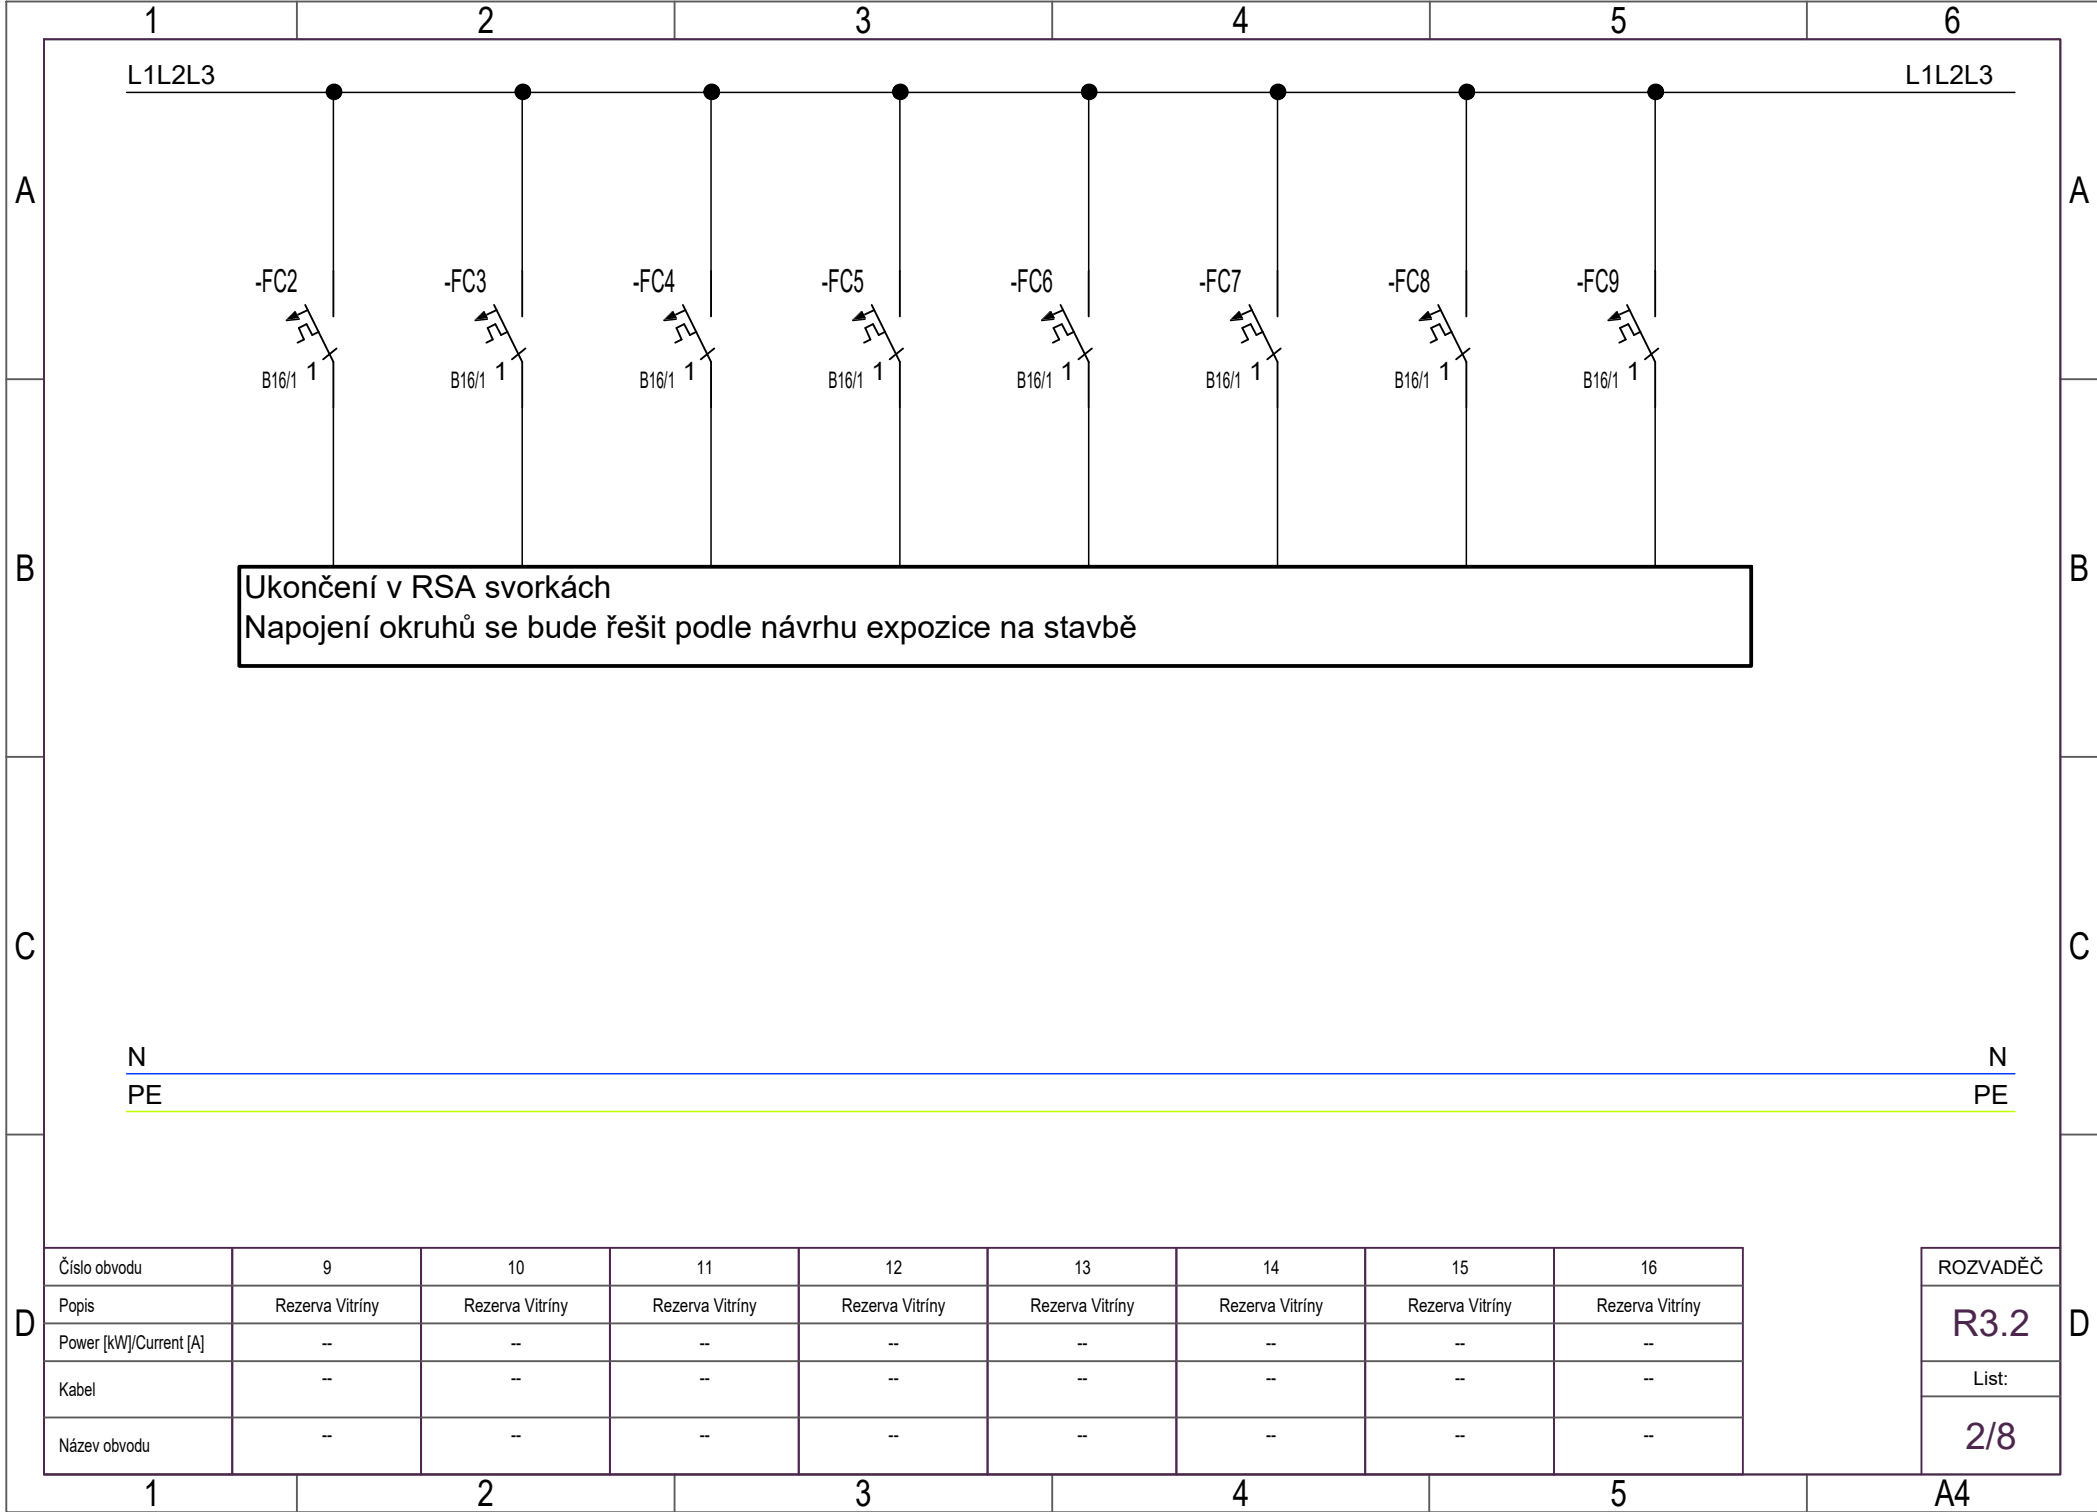 1 2 3 4 5 6
L1L2L3 L1L2L3
A A
-FC2 -FC3 -FC4 -FC5 -FC6 -FC7 -FC8 -FC9
B16/1 1 B16/1 1 B16/1 1 B16/1 1 B16/1 1 B16/1 1 B16/1 1 B16/1 1
B B
Ukončení v RSA svorkách
Napojení okruhů se bude řešit podle návrhu expozice na stavbě
C C
N N
PE PE
Číslo obvodu 9 10 11 12 13 14 15 16 ROZVADĚČ
Popis Rezerva Vitríny Rezerva Vitríny Rezerva Vitríny Rezerva Vitríny Rezerva Vitríny Rezerva Vitríny Rezerva Vitríny Rezerva Vitríny
D R3.2 D
Power [kW]/Current [A] -- -- -- -- -- -- -- --
Kabel -- -- -- -- -- -- -- -- List:
Název obvodu -- -- -- -- -- -- -- -- 2/8
1 2 3 4 5 A4